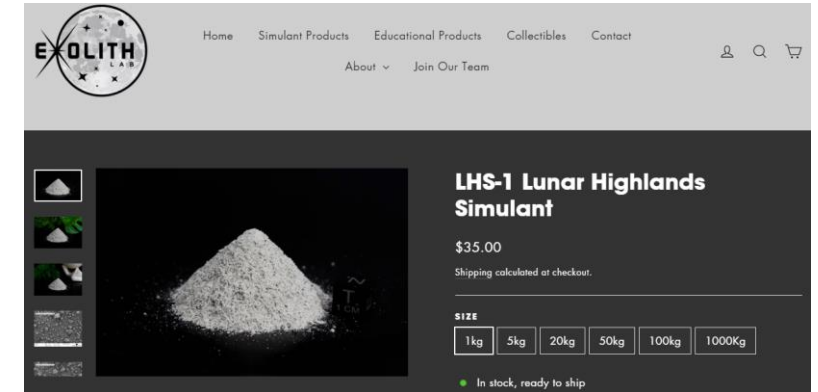 EXOLITH
LAB
Home Simulant Products Educational Products Collectibles Contact
About Join Our Team
LHS-1 Lunar Highlands
Simulant
$35.00
Shipping calculated at checkout.
SIZE
1kg 5kg 20kg 50kg 100kg 1000Kg
In stock, ready to ship